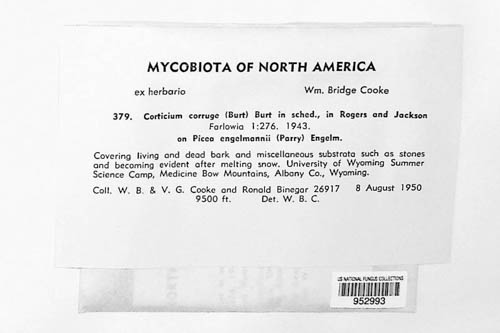 MYCOBIOTA OF NORTH AMERICA
ex herbario Wm. Bridge Cooke
379. Corticium corruge (Burt) Burt in sched., in Rogers and Jackson
Farlowia 1:276. 1943.
on Picea engelmannii (Parry) Engelm.
Covering living and dead bark and miscellaneous substrata such as stones
and becoming evident after melting snow. University of Wyoming Summer
Science Camp, Medicine Bow Mountains, Albany Co., Wyoming.
Coll. W. B. & V. G. Cooke and Ronald Binegar 26917 8 August 1950
9500 ft. Det. W. B. C.
US NATIONAL FUNGUS COLLECTIONS
952993